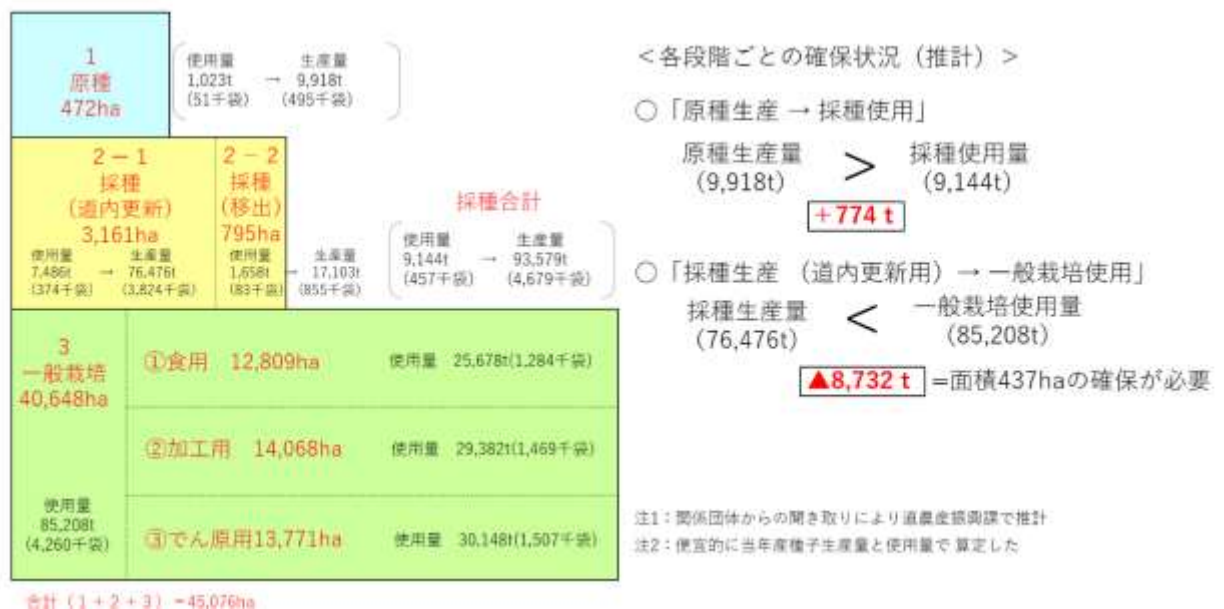 1
原種
472ha
使用量 生産量
1,023t → 9,918t
(51千袋) (495千袋)
2－1
採種
(道内更新)
3,161ha
使用量 生産量
7,486t → 76,476t
(374千袋) (3,824千袋)
2－2
採種
(移出)
795ha
使用量 生産量
1,658t → 17,103t
(83千袋) (855千袋)
採種合計
使用量 生産量
9,144t → 93,579t
(457千袋) (4,679千袋)
3
一般栽培
40,648ha
使用量
85,208t
(4,260千袋)
①食用 12,809ha 使用量 25,678t(1,284千袋)
②加工用 14,068ha 使用量 29,382t(1,469千袋)
③でん原用13,771ha 使用量 30,148t(1,507千袋)
合計（1＋2＋3）＝45,076ha
＜各段階ごとの確保状況（推計）＞
○「原種生産 → 採種使用」
原種生産量 ＞ 採種使用量
(9,918t) (9,144t)
＋774 t
○「採種生産 （道内更新用）→ 一般栽培使用」
採種生産量 ＜ 一般栽培使用量
(76,476t) (85,208t)
▲8,732 t ＝面積437haの確保が必要
注1：関係団体からの聞き取りにより道農産振興課で推計
注2：便宜的に当年産種子生産量と使用量で 算定した